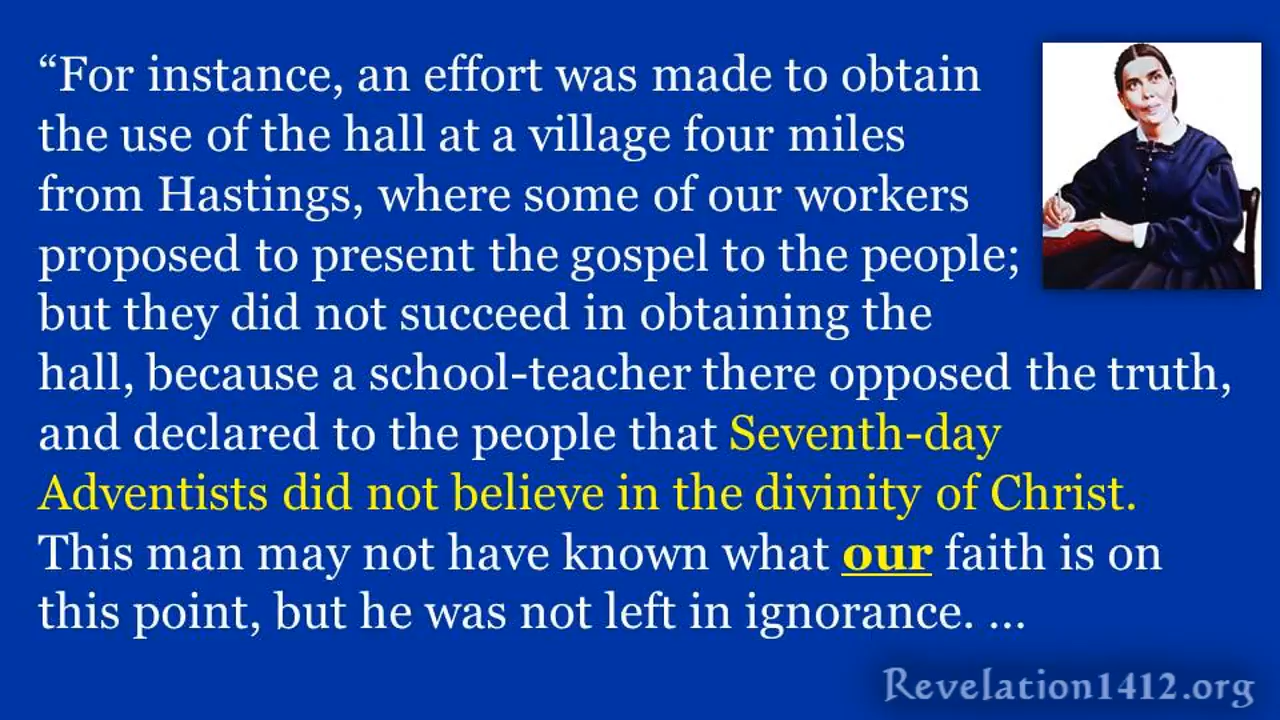 “For instance, an effort was made to obtain
the use of the hall at a village four miles
from Hastings, where some of our workers
proposed to present the gospel to the people;
but they did not succeed in obtaining the
hall, because a school-teacher there opposed the truth,
and declared to the people that Seventh-day
Adventists did not believe in the divinity of Christ.
This man may not have known what our faith is on
this point, but he was not left in ignorance. ...
Revelation1412.org